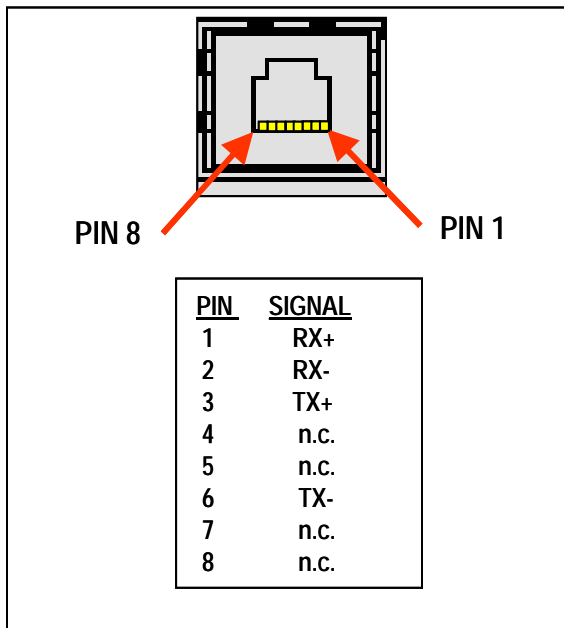 PIN 8
PIN 1
PIN SIGNAL
1 RX+
2 RX-
3 TX+
4 n.c.
5 n.c.
6 TX-
7 n.c.
8 n.c.